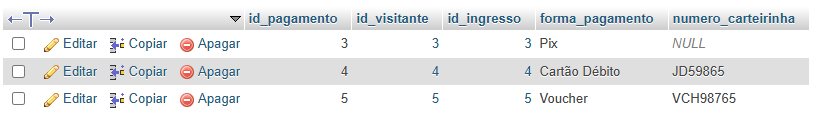 id_pagamento id_visitante id_ingresso forma_pagamento numero_carteirinha
Editar Copiar Apagar 3 3 3 Pix NULL
Editar Copiar Apagar 4 4 4 Cartão Débito JD59865
Editar Copiar Apagar 5 5 5 Voucher VCH98765